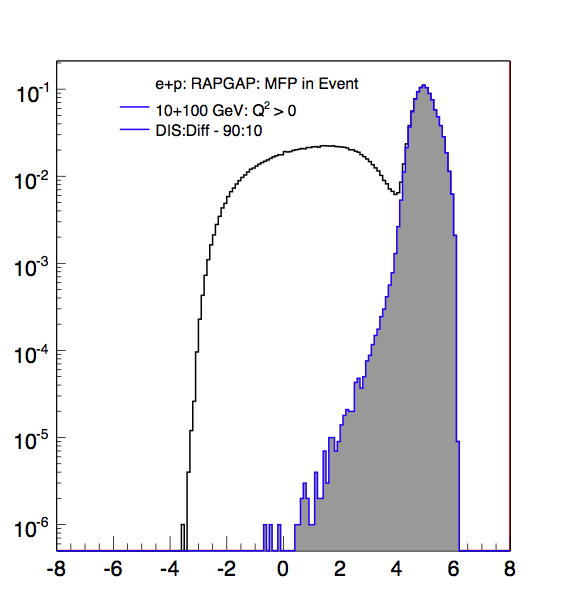 e+p: RAPGAP: MFP in Event
10+100 GeV: Q² > 0
DIS:Diff - 90:10
10⁻¹
10⁻²
10⁻³
10⁻⁴
10⁻⁵
10⁻⁶
-8 -6 -4 -2 0 2 4 6 8